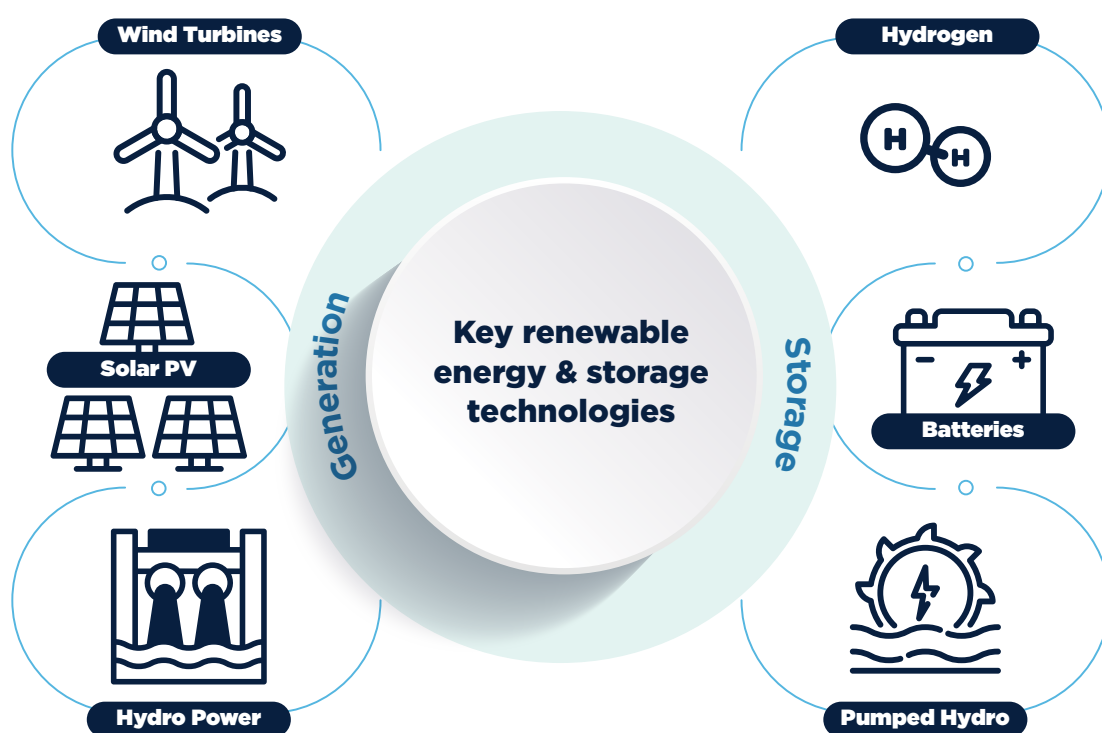 Wind Turbines
Hydrogen
H
H
Generation
Key renewable
energy & storage
technologies
Storage
Solar PV
Batteries
Hydro Power
Pumped Hydro